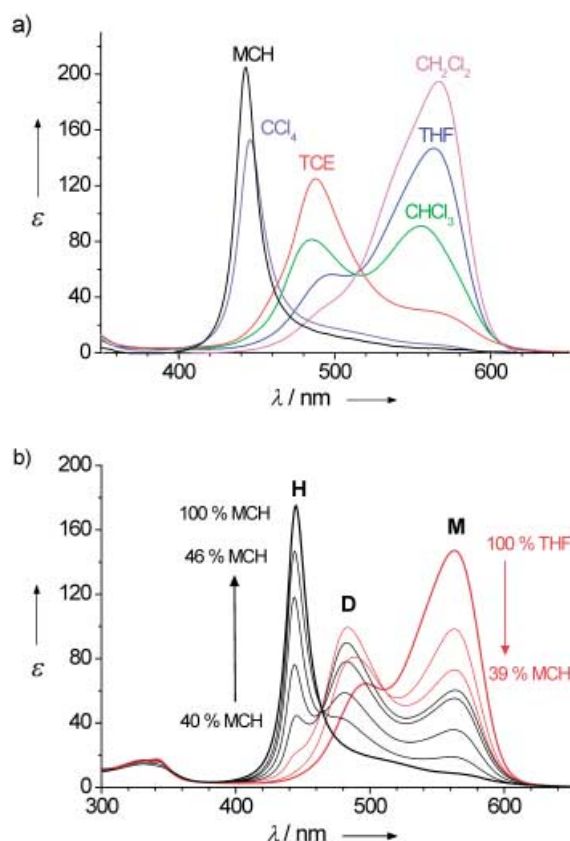 a)
200
160
120
80
40
0
ε
MCH
CCl₄
TCE
CH₂Cl₂
THF
CHCl₃
400
500
600
λ / nm
b)
200
160
120
80
40
0
ε
H
100 % MCH
46 % MCH
40 % MCH
D
M
100 % THF
39 % MCH
300
400
500
600
λ / nm